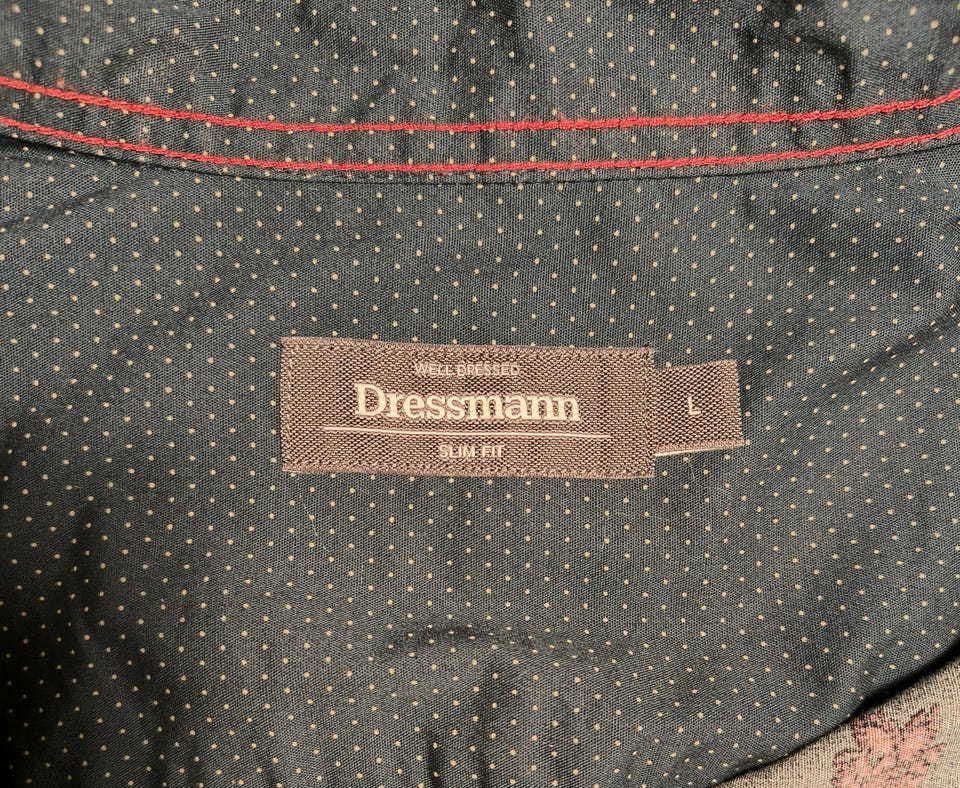 WELL DRESSED
Dressmann
SLIM FIT
L